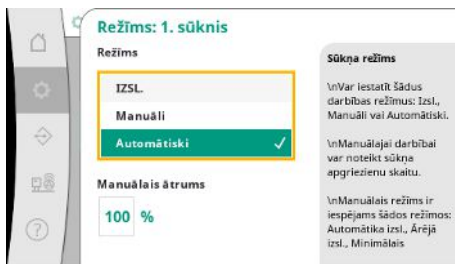 Režīms: 1. sūknis
Režīms
IZSL.
Manuāli
Automātiski
Manuālais ātrums
100 %
Sūkņa režīms
\nVar iestatīt šādus
darbības režīmus: Izsl.,
Manuāli vai Automātiski.
\nManuālajai darbībai
var noteikt sūkņa
apgriezienu skaitu.
\nManuālais režīms ir
iespējams šādos režīmos:
Automātika izsl., Ārējā
izsl., Minimālais